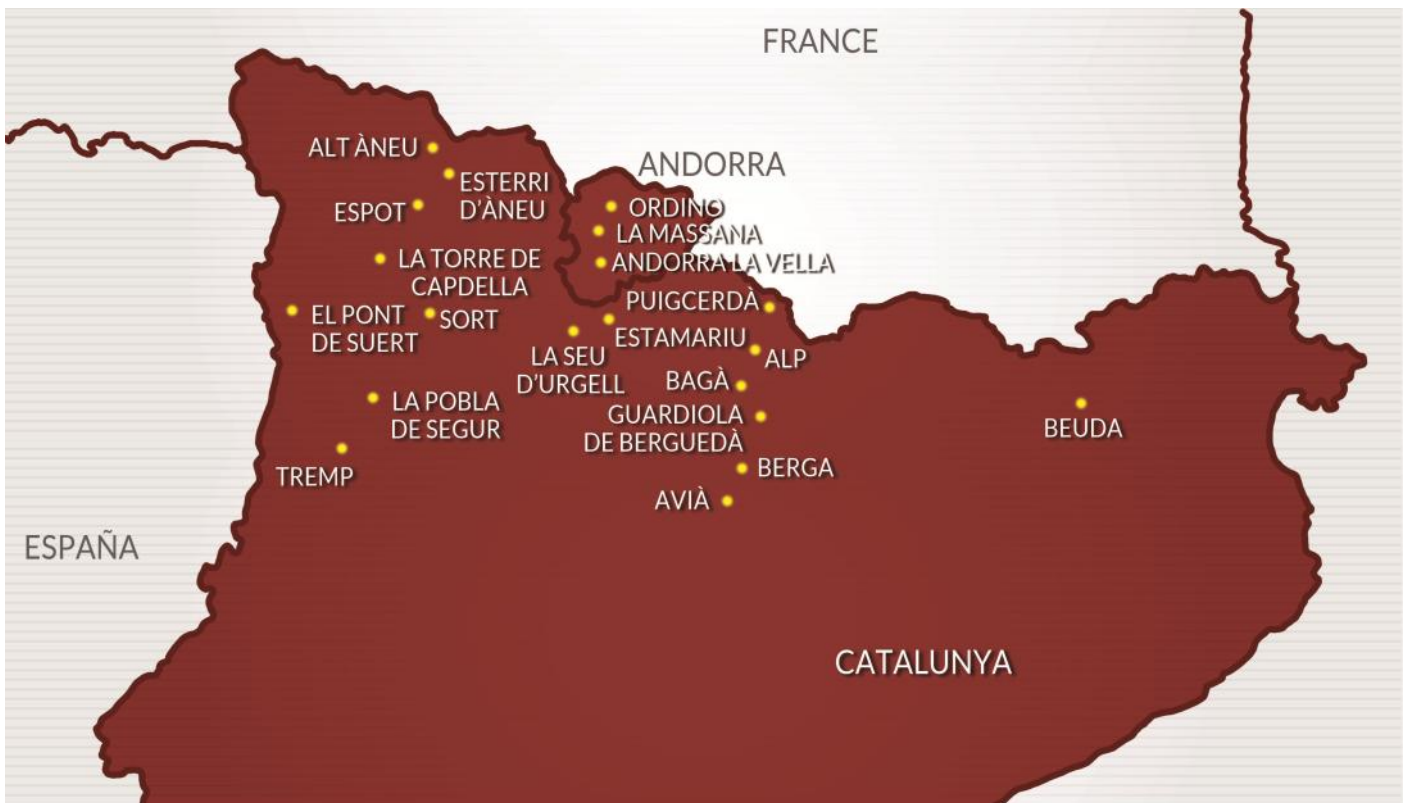 FRANCE
ALT ÀNEU
ANDORRA
ESTERRI
D'ÀNEU
ESPOT
ORDINO
LA MASSANA
LA TORRE DE
CAPDELLA
ANDORRA LA VELLA
PUIGCERDÀ
EL PONT
DE SUERT
SORT
ESTAMARIU
LA SEU
D'URGELL
ALP
BAGÀ
LA POBLA
DE SEGUR
GUARDIOLA
DE BERGUEDÀ
BEUDA
TREMP
BERGA
AVIÀ
ESPAÑA
CATALUNYA